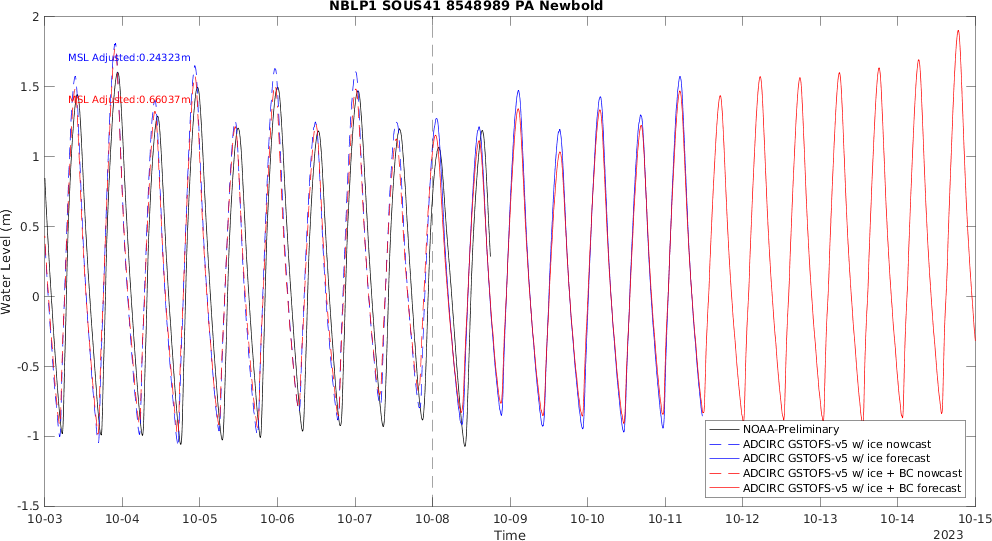 NBLP1 SOUS41 8548989 PA Newbold
2
1.5
1
0.5
0
-0.5
-1
-1.5
Water Level (m)
MSL Adjusted:0.24323m
MSL Adjusted:0.66037m
NOAA-Preliminary
ADCIRC GSTOFS-v5 w/ ice nowcast
ADCIRC GSTOFS-v5 w/ ice forecast
ADCIRC GSTOFS-v5 w/ ice + BC nowcast
ADCIRC GSTOFS-v5 w/ ice + BC forecast
10-03 10-04 10-05 10-06 10-07 10-08 10-09 10-10 10-11 10-12 10-13 10-14 10-15
Time
2023